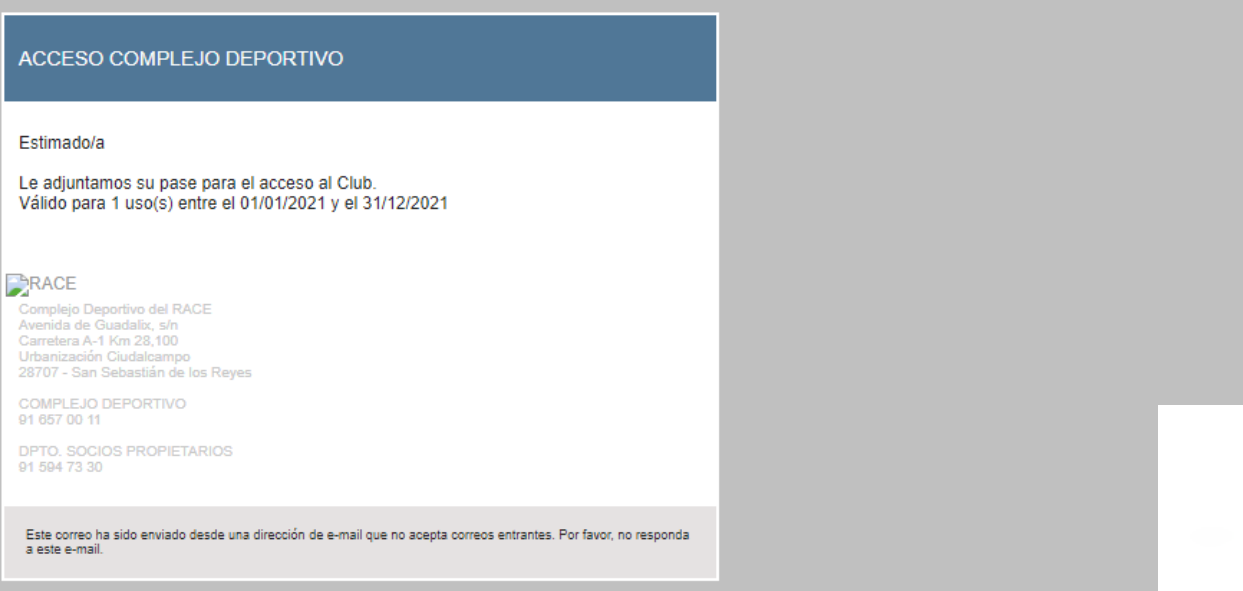 ACCESO COMPLEJO DEPORTIVO
Estimado/a
Le adjuntamos su pase para el acceso al Club.
Válido para 1 uso(s) entre el 01/01/2021 y el 31/12/2021
RACE
Complejo Deportivo del RACE
Avenida de Guadalix, s/n
Carretera A-1 Km 28,100
Urbanización Ciudalcampo
28707 - San Sebastián de los Reyes
COMPLEJO DEPORTIVO
91 657 00 11
DPTO. SOCIOS PROPIETARIOS
91 594 73 30
Este correo ha sido enviado desde una dirección de e-mail que no acepta correos entrantes. Por favor, no responda
a este e-mail.